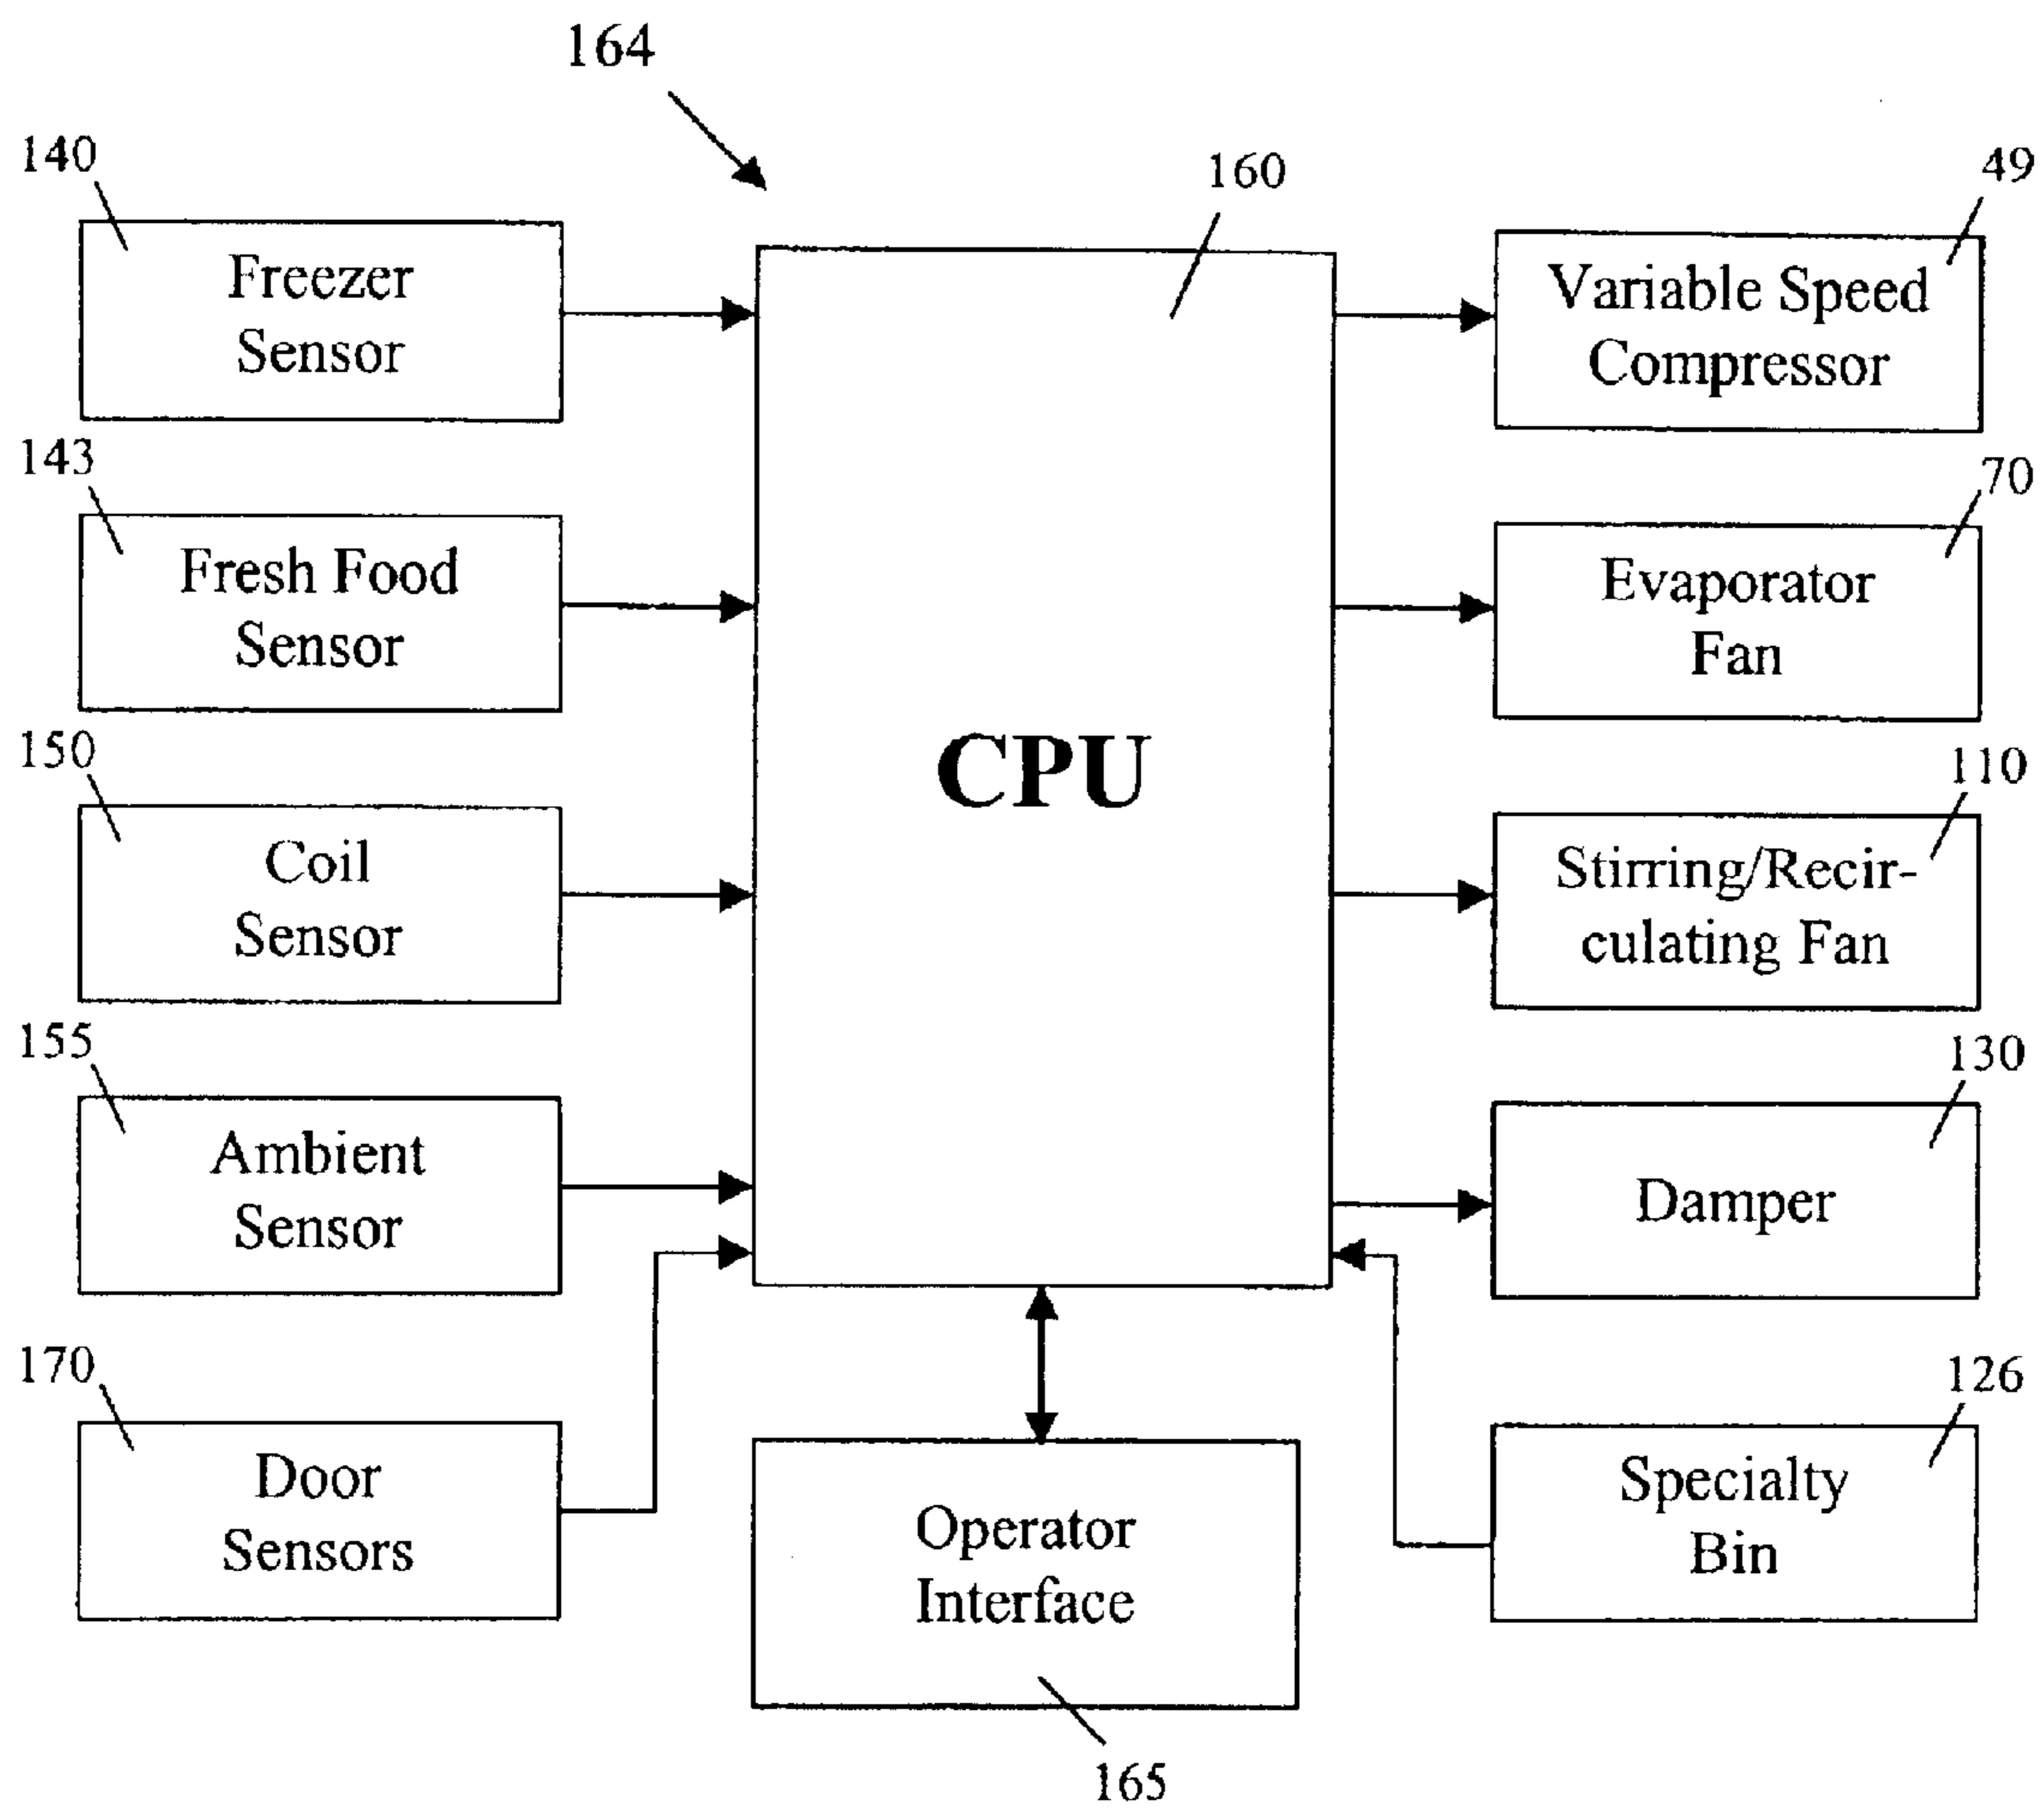 164
140
160
49
Freezer
Sensor
Variable Speed
Compressor
143
70
Fresh Food
Sensor
Evaporator
Fan
150
CPU
110
Coil
Sensor
Stirring/Recir-
culating Fan
155
130
Ambient
Sensor
Damper
170
126
Door
Sensors
Operator
Interface
Specialty
Bin
165